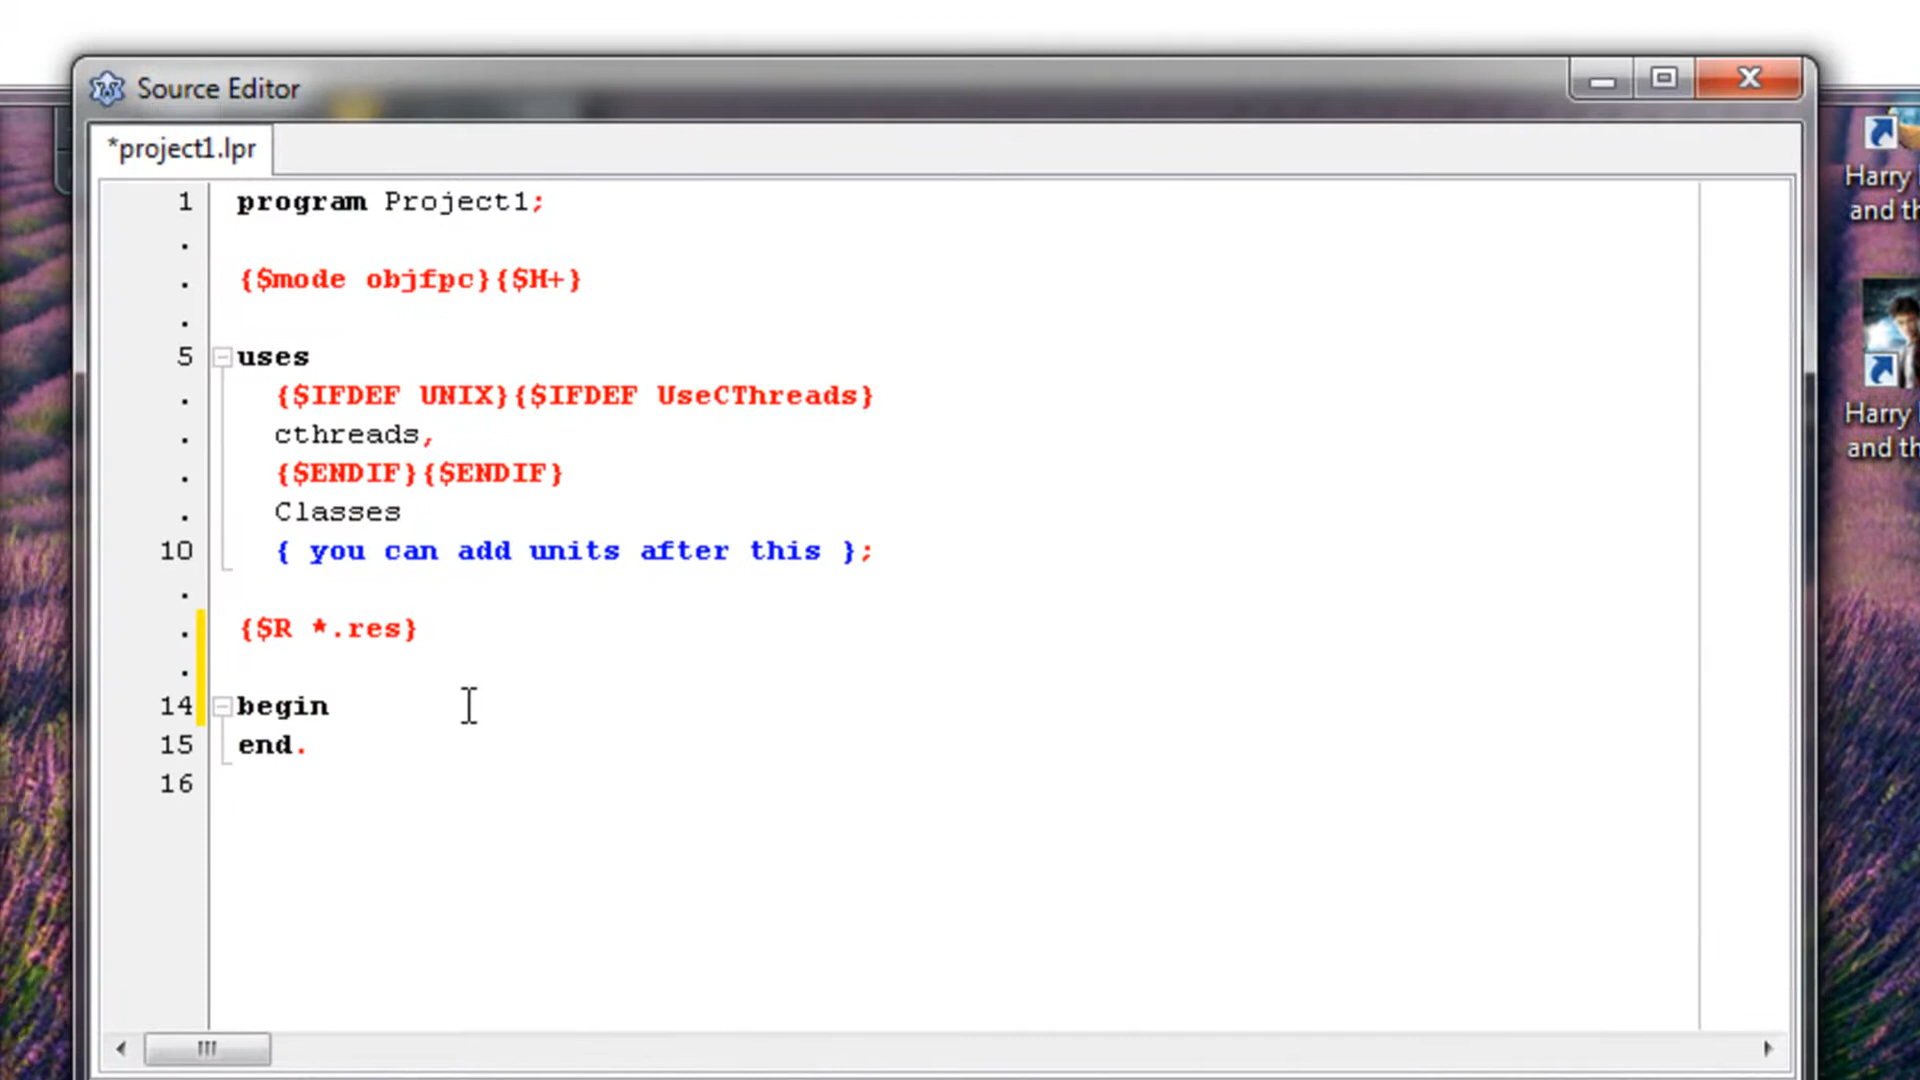 Source Editor
*project1.lpr
1 program Project1;
.
. {$mode objfpc}{$H+}
.
5 uses
. {$IFDEF UNIX}{$IFDEF UseCThreads}
. cthreads,
. {$ENDIF}{$ENDIF}
. Classes
10 { you can add units after this };
.
. {$R *.res}
.
14 begin
15 end.
16
Harry
and th
Harry
and th